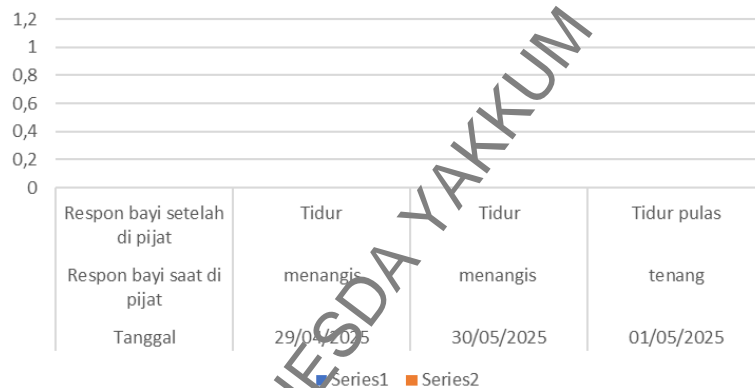 1,2
1
0,8
0,6
0,4
0,2
0
Respon bayi setelah
di pijat
Tidur
Tidur
Tidur pulas
Respon bayi saat di
pijat
menangis
menangis
tenang
Tanggal
29/04/2025
30/05/2025
01/05/2025
Series1
Series2
NESDA YAKKUM